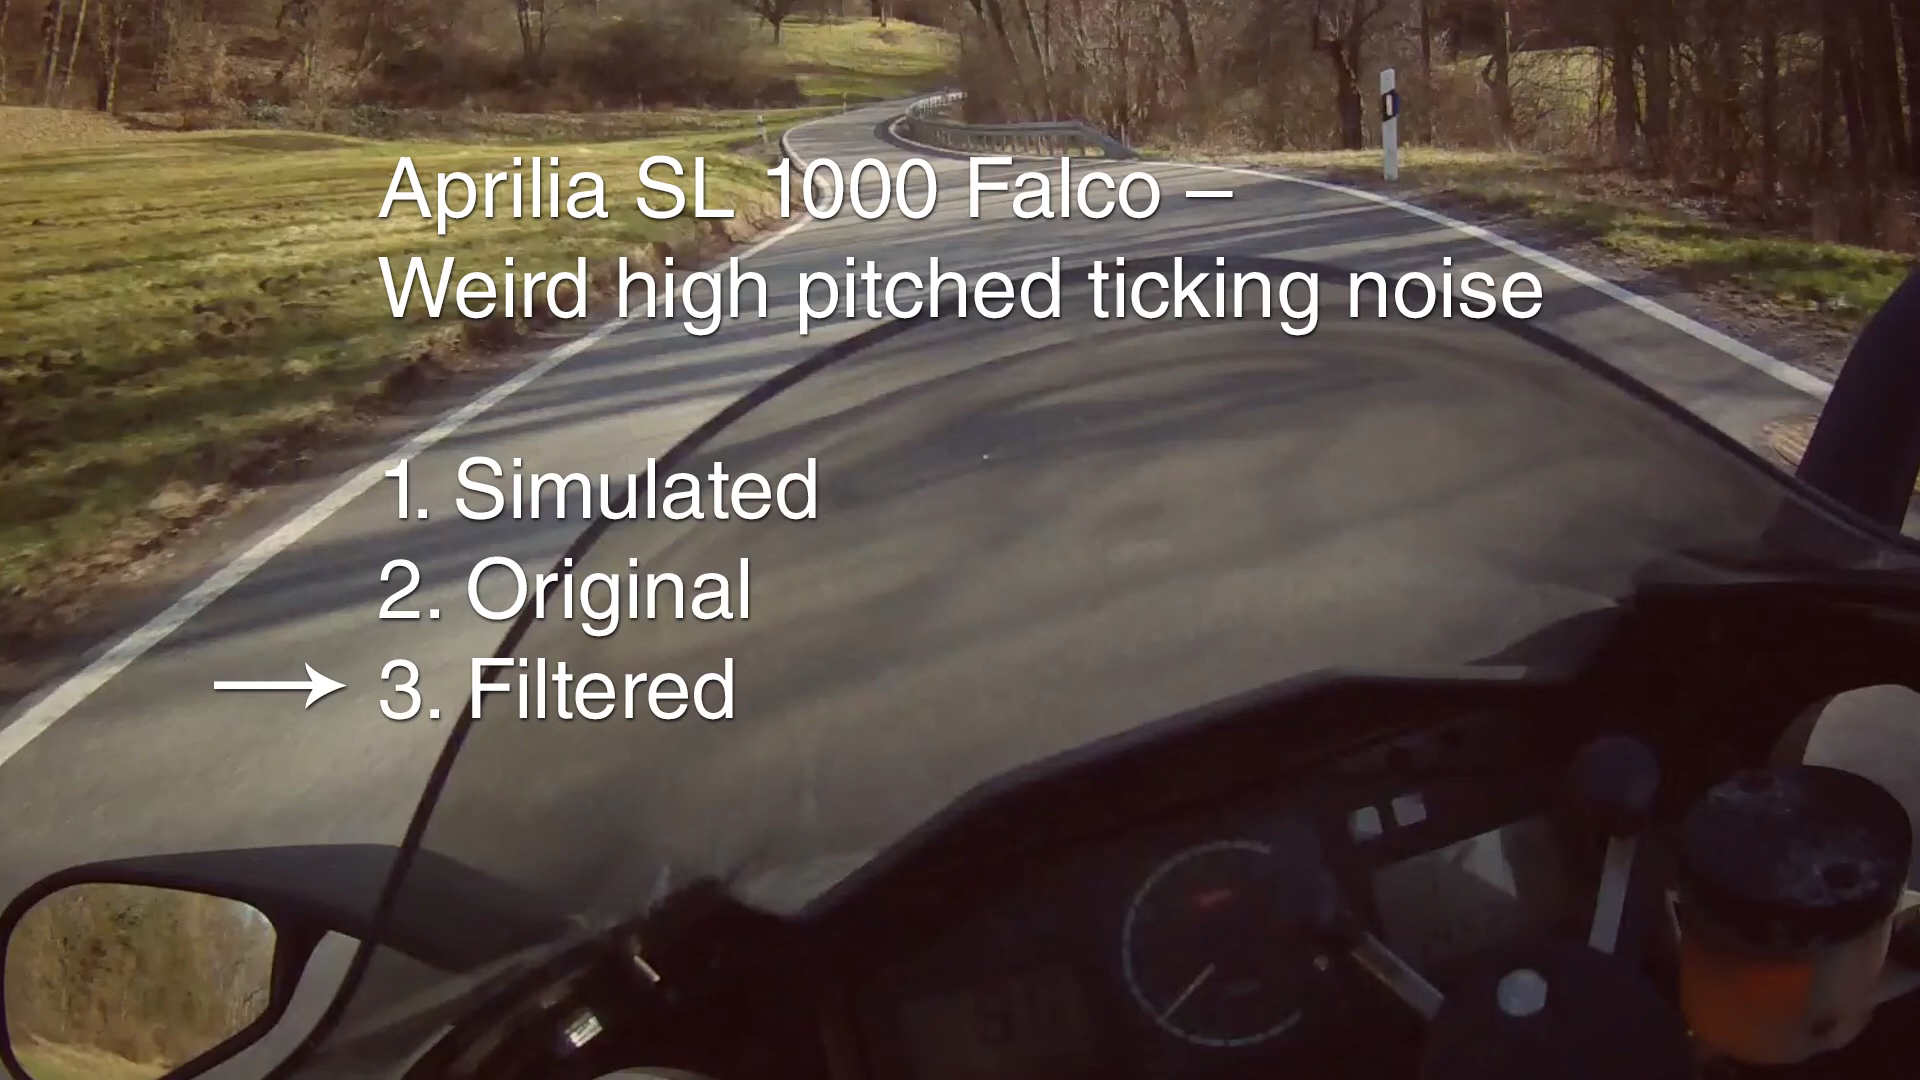 Aprilia SL 1000 Falco –
Weird high pitched ticking noise
1. Simulated
2. Original
→ 3. Filtered